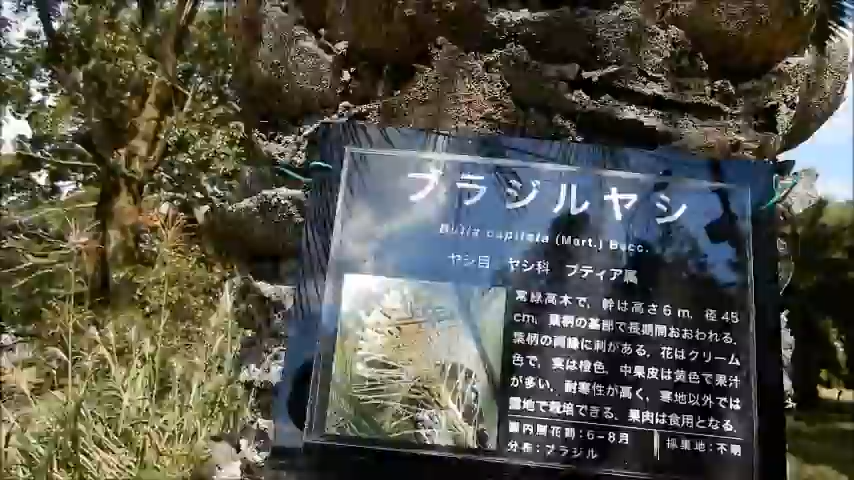 ブラジルヤシ
Butia capitata (Mart.) Becc.
ヤシ目 ヤシ科 ブティア属
常緑高木で、幹は高さ6m、径45
cm、葉柄の基部で長期間おおわれる。
葉柄の両縁に刺がある。花はクリーム
色で、実は橙色、中果皮は黄色で果汁
が多い、耐寒性が高く、寒地以外では
露地で栽培できる。果肉は食用となる。
園内開花期：6－8月 採集地：不明
分布：ブラジル